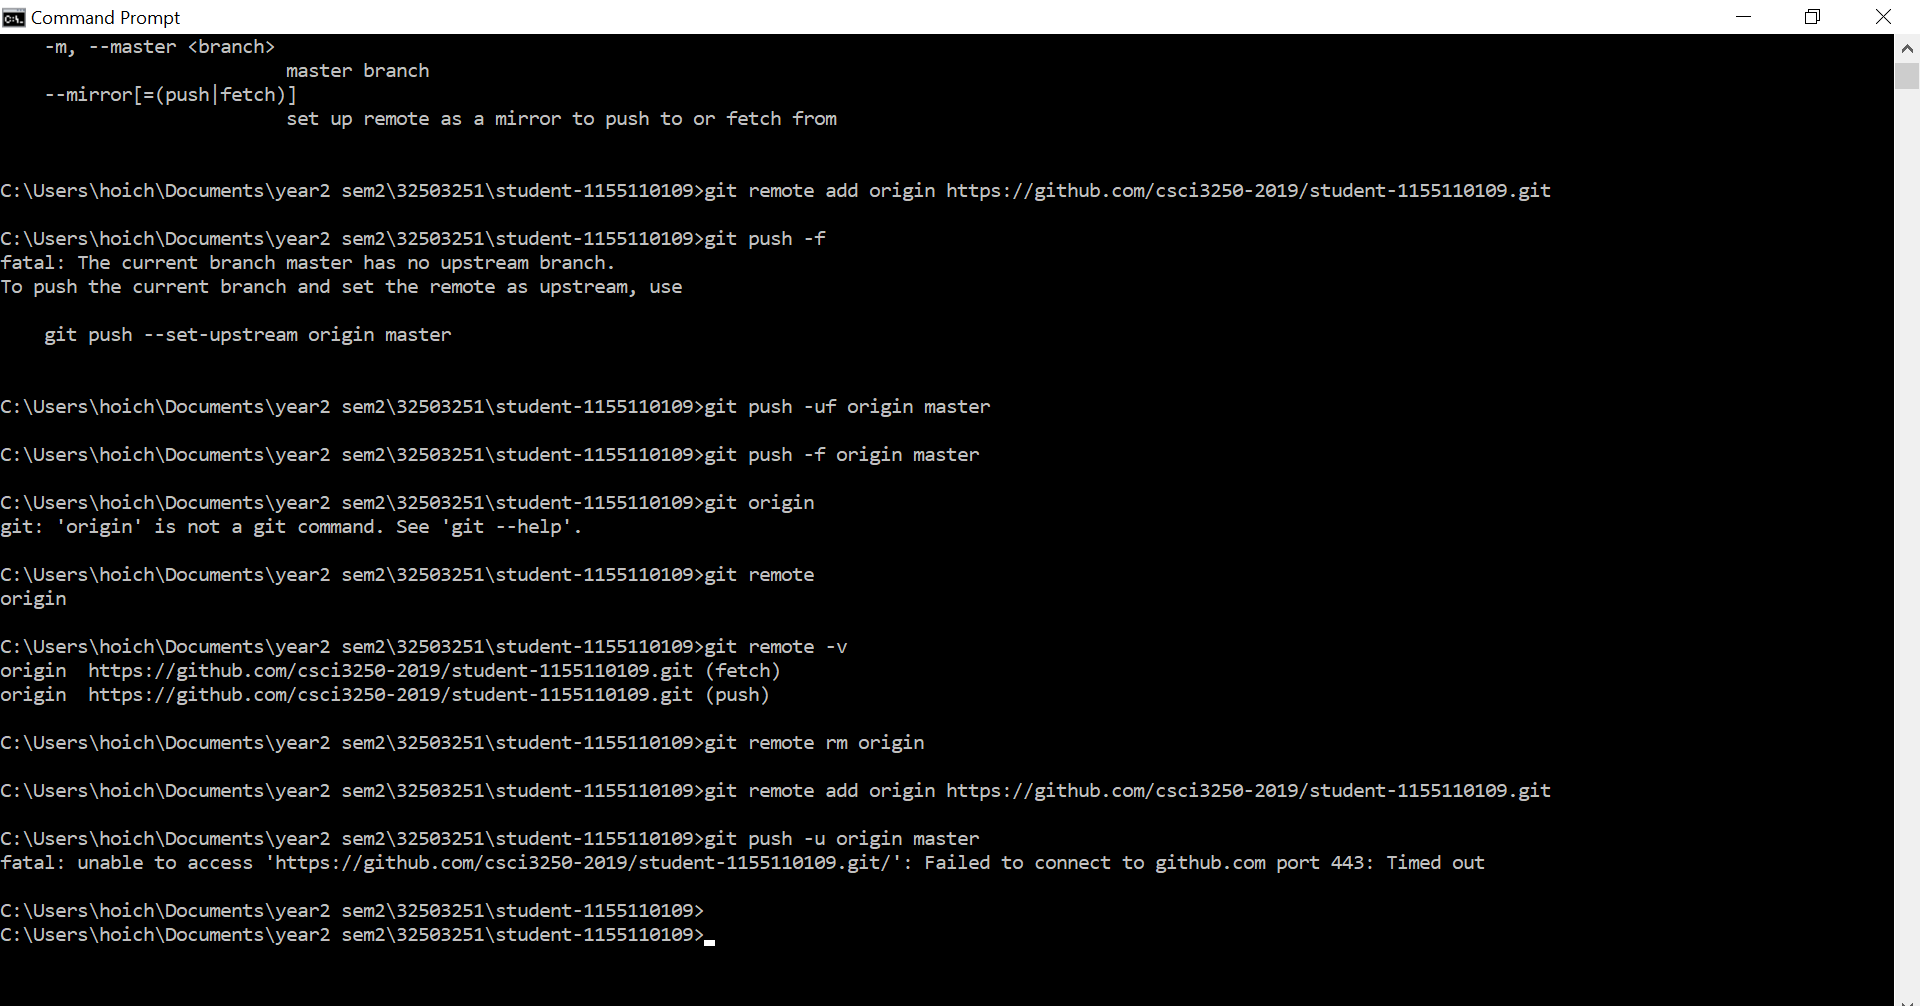 Command Prompt
-m, --master <branch>
master branch
--mirror[=(push|fetch)]
set up remote as a mirror to push to or fetch from
C:\Users\hoich\Documents\year2 sem2\32503251\student-1155110109>git remote add origin https://github.com/csci3250-2019/student-1155110109.git
C:\Users\hoich\Documents\year2 sem2\32503251\student-1155110109>git push -f
fatal: The current branch master has no upstream branch.
To push the current branch and set the remote as upstream, use
git push --set-upstream origin master
C:\Users\hoich\Documents\year2 sem2\32503251\student-1155110109>git push -uf origin master
C:\Users\hoich\Documents\year2 sem2\32503251\student-1155110109>git push -f origin master
C:\Users\hoich\Documents\year2 sem2\32503251\student-1155110109>git origin
git: 'origin' is not a git command. See 'git --help'.
C:\Users\hoich\Documents\year2 sem2\32503251\student-1155110109>git remote
origin
C:\Users\hoich\Documents\year2 sem2\32503251\student-1155110109>git remote -v
origin  https://github.com/csci3250-2019/student-1155110109.git (fetch)
origin  https://github.com/csci3250-2019/student-1155110109.git (push)
C:\Users\hoich\Documents\year2 sem2\32503251\student-1155110109>git remote rm origin
C:\Users\hoich\Documents\year2 sem2\32503251\student-1155110109>git remote add origin https://github.com/csci3250-2019/student-1155110109.git
C:\Users\hoich\Documents\year2 sem2\32503251\student-1155110109>git push -u origin master
fatal: unable to access 'https://github.com/csci3250-2019/student-1155110109.git/': Failed to connect to github.com port 443: Timed out
C:\Users\hoich\Documents\year2 sem2\32503251\student-1155110109>
C:\Users\hoich\Documents\year2 sem2\32503251\student-1155110109>